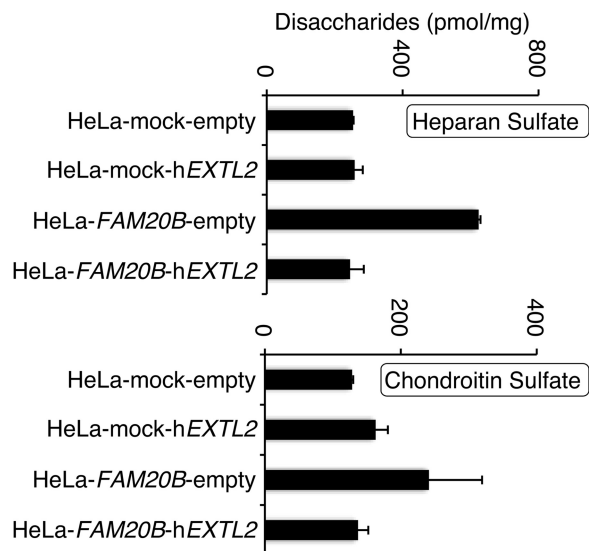 Disaccharides (pmol/mg)
0 400 800
Heparan Sulfate
HeLa-mock-empty
HeLa-mock-hEXTL2
HeLa-FAM20B-empty
HeLa-FAM20B-hEXTL2
0 200 400
Chondroitin Sulfate
HeLa-mock-empty
HeLa-mock-hEXTL2
HeLa-FAM20B-empty
HeLa-FAM20B-hEXTL2